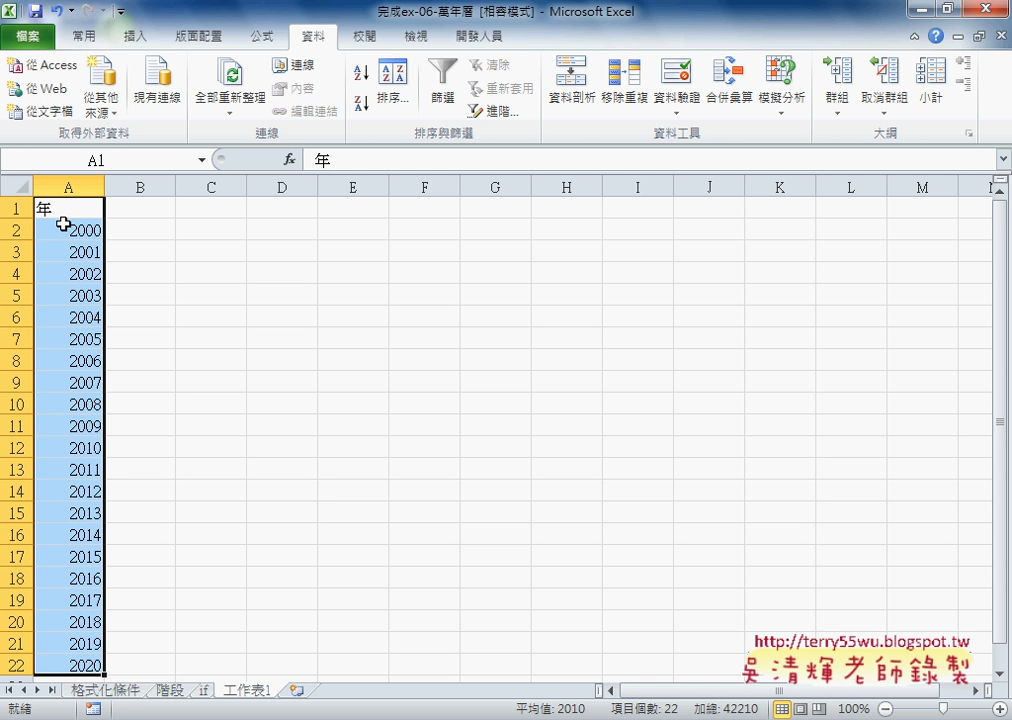 完成ex-06-萬年曆 [相容模式] - Microsoft Excel
檔案 常用 插入 版面配置 公式 資料 校閱 檢視 開發人員
從 Access
從 Web
從文字檔
從其他來源
現有連線
取得外部資料
全部重新整理
連線
內容
編輯連結
連線
排序...
篩選
清除
重新套用
進階...
排序與篩選
資料剖析 移除重複 資料驗證 合併彙算 模擬分析
資料工具
群組 取消群組 小計
大綱
A1 fx 年
A B C D E F G H I J K L M
1 年
2 2000
3 2001
4 2002
5 2003
6 2004
7 2005
8 2006
9 2007
10 2008
11 2009
12 2010
13 2011
14 2012
15 2013
16 2014
17 2015
18 2016
19 2017
20 2018
21 2019
22 2020
http://terry55wu.blogspot.tw
吳清輝老師錄製
格式化條件 階段 if 工作表1
就緒 平均值: 2010 項目個數: 22 加總: 42210 100%